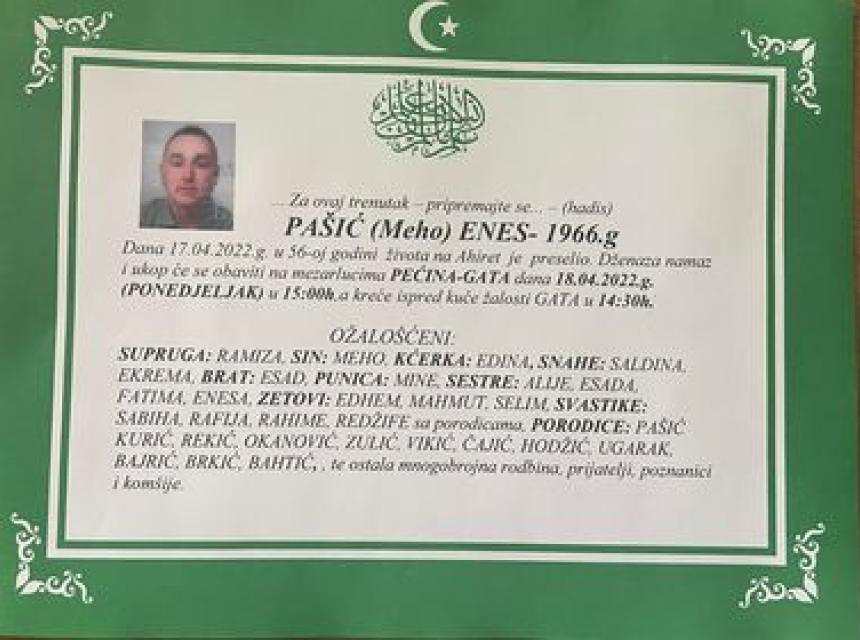 ... Za ovaj trenutak – pripremajte se... – (hadis)
PAŠIĆ (Meho) ENES- 1966.g
Dana 17.04.2022.g. u 56-oj godini života na Ahiret je preselio. Dženaza namaz
i ukop će se obaviti na mezarlucima PEĆINA-GATA dana 18.04.2022.g.
(PONEDJELJAK) u 15:00h,a kreće ispred kuće žalosti GATA u 14:30h.
OŽALOŠĆENI:
SUPRUGA: RAMIZA, SIN: MEHO, KĆERKA: EDINA, SNAHE: SALDINA,
EKREMA, BRAT: ESAD, PUNICA: MINE, SESTRE: ALIJE, ESADA,
FATIMA, ENESA, ZETOVI: EDHEM, MAHMUT, SELIM, SVASTIKE:
SABIHA, RAFIJA, RAHIME, REDŽIFE sa porodicama, PORODICE: PAŠIĆ
KURIĆ, REKIĆ, OKANOVIĆ, ZULIĆ, VIKIĆ, ČAJIĆ, HODŽIĆ, UGARAK,
BAJRIĆ, BRKIĆ, BAHTIĆ, , te ostala mnogobrojna rodbina, prijatelji, poznanici
i komšije.